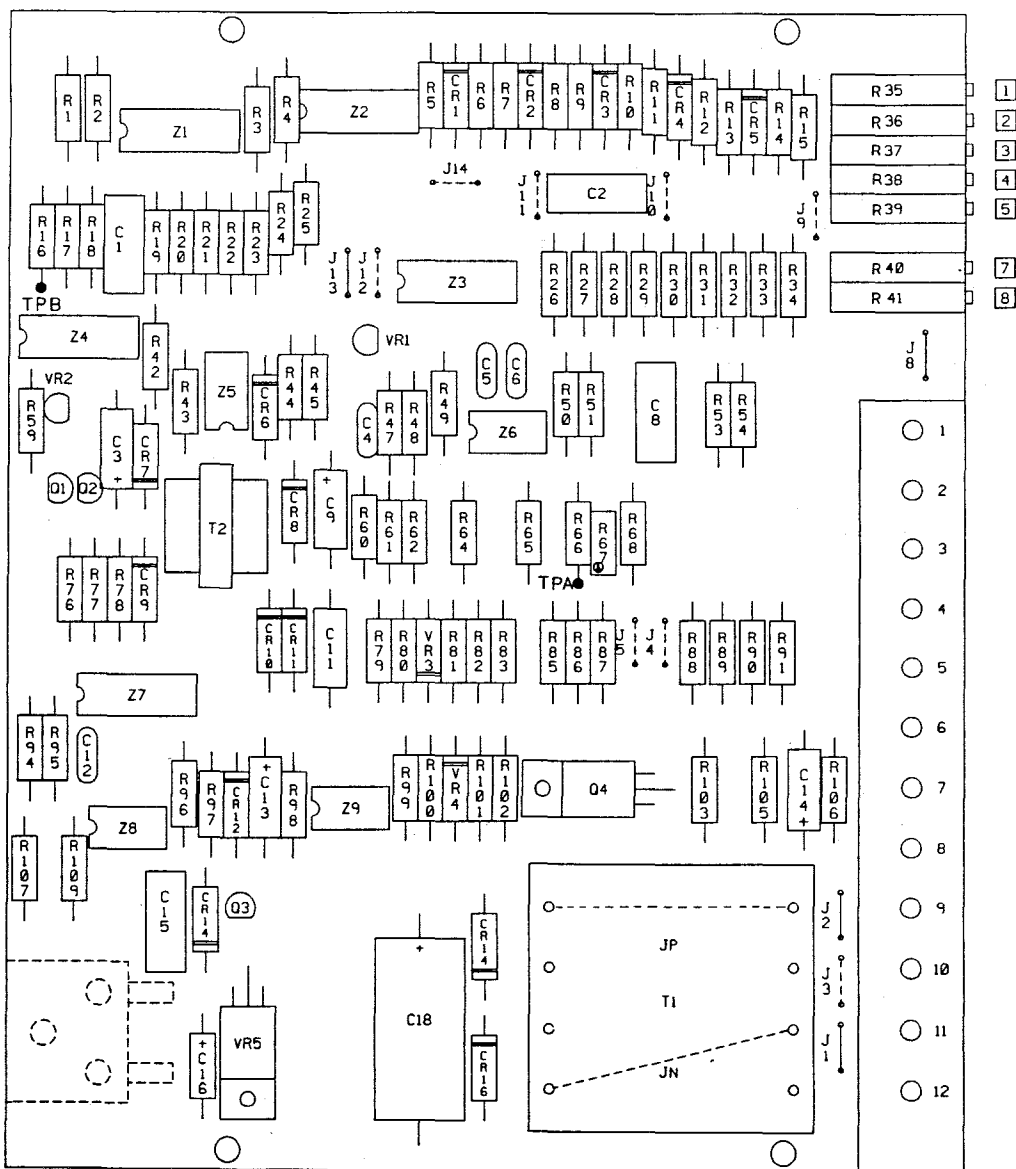 R1 R2 Z1 R3 R4 Z2 R5 CR1 R6 R7 CR2 R8 R9 CR3 R10 R11 CR4 R12 R13 CR5 R14 R15
R35 1
R36 2
R37 3
R38 4
R39 5
J14 J11 C2 J10 J9
R16 R17 R18 C1 R19 R20 R21 R22 R23 R24 R25
J13 J12 Z3 R26 R27 R28 R29 R30 R31 R32 R33 R34
R40 7
R41 8
TPB
Z4 R42 VR1 J8
VR2 R59 R43 Z5 CR6 R44 R45 C5 C6
C3 + CR7 C4 R47 R48 R49 Z6 R50 R51 C8 R53 R54 1
Q1 Q2 T2 CR8 + C9 R60 R61 R62 R64 R65 R66 R67 R68 2
3
TPA
R76 R77 R78 CR9 4
CR10 CR11 C11 R79 R80 VR3 R81 R82 R83 R85 R86 R87 J5 J4 R88 R89 R90 R91 5
Z7
R94 R95 C12 6
R96 R97 CR12 + C13 R98 Z9 R99 R100 VR4 R101 R102 Q4 R103 R105 C14 + R106 7
Z8 8
R107 R109
C15 CR14 Q3 9
J2
+ CR14 JP 10
J3
C18 T1 11
+ C16 VR5 CR16 JN J1 12